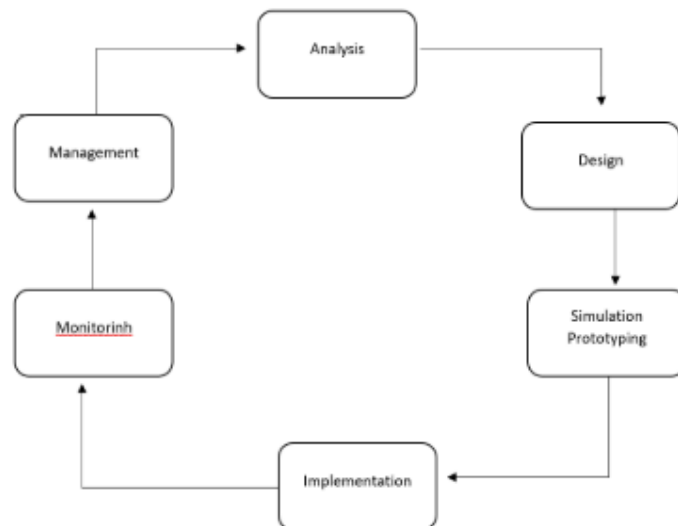 Analysis
Management
Design
Monitorinh
Simulation
Prototyping
Implementation